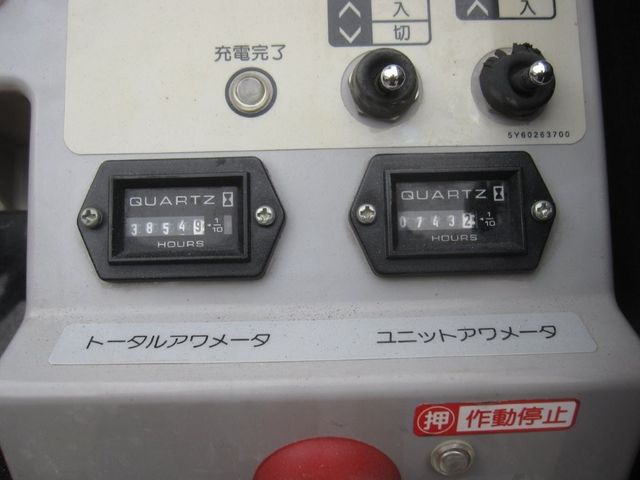 入
切
入
充電完了
5Y60263700
QUARTZ
38549
1/10
HOURS
QUARTZ
07432
1/10
HOURS
トータルアワメータ
ユニットアワメータ
押 作動停止